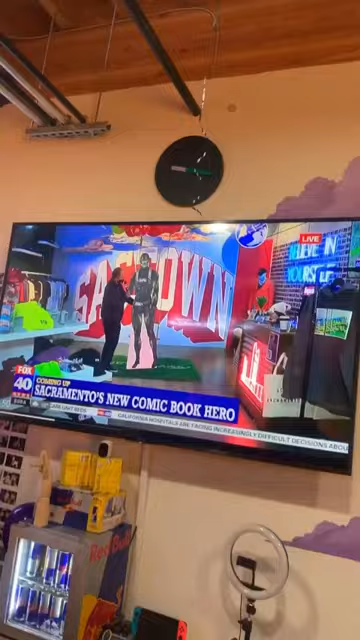 LIVE
BELIEVE IN
YOURSELF
SACTOWN
FOX
40
COMING UP
SACRAMENTO'S NEW COMIC BOOK HERO
CALIFORNIA HOSPITALS ARE FACING INCREASINGLY DIFFICULT DECISIONS ABOU
Red Bull